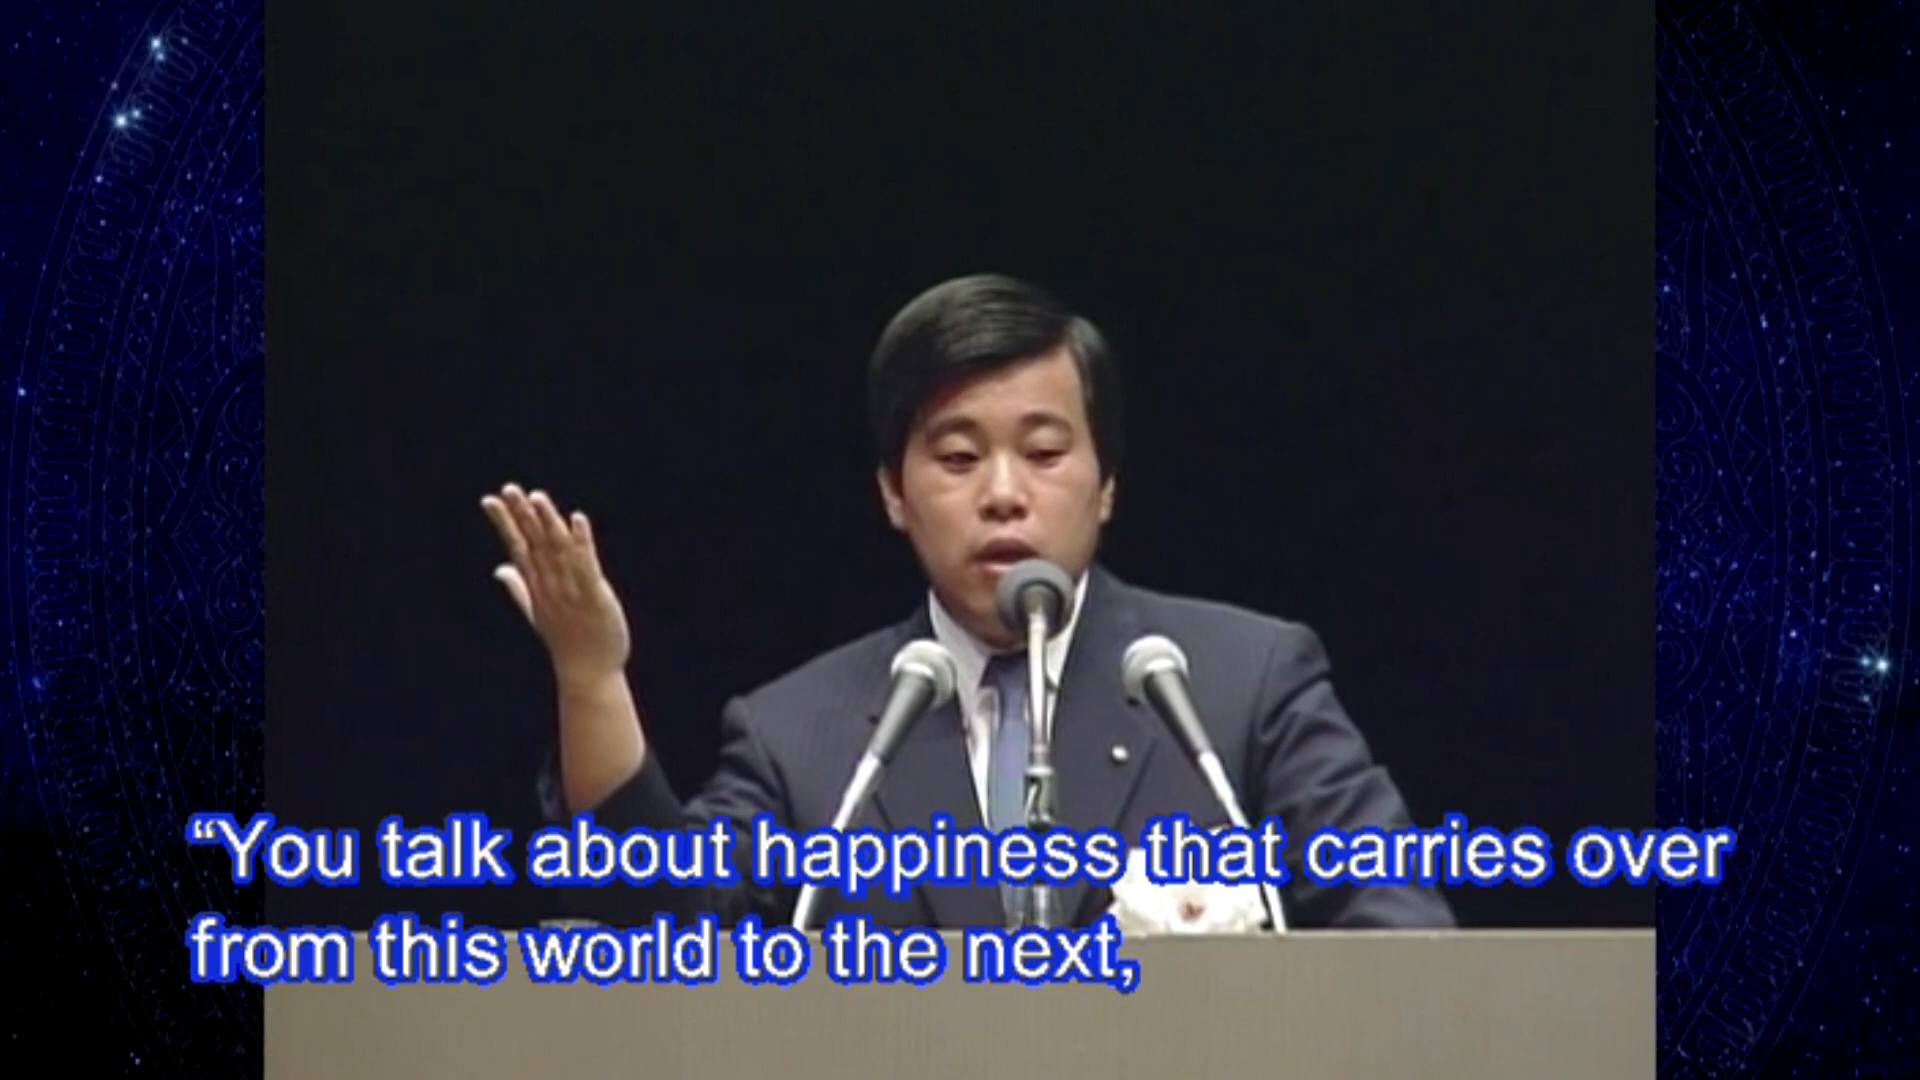 “You talk about happiness that carries over
from this world to the next,